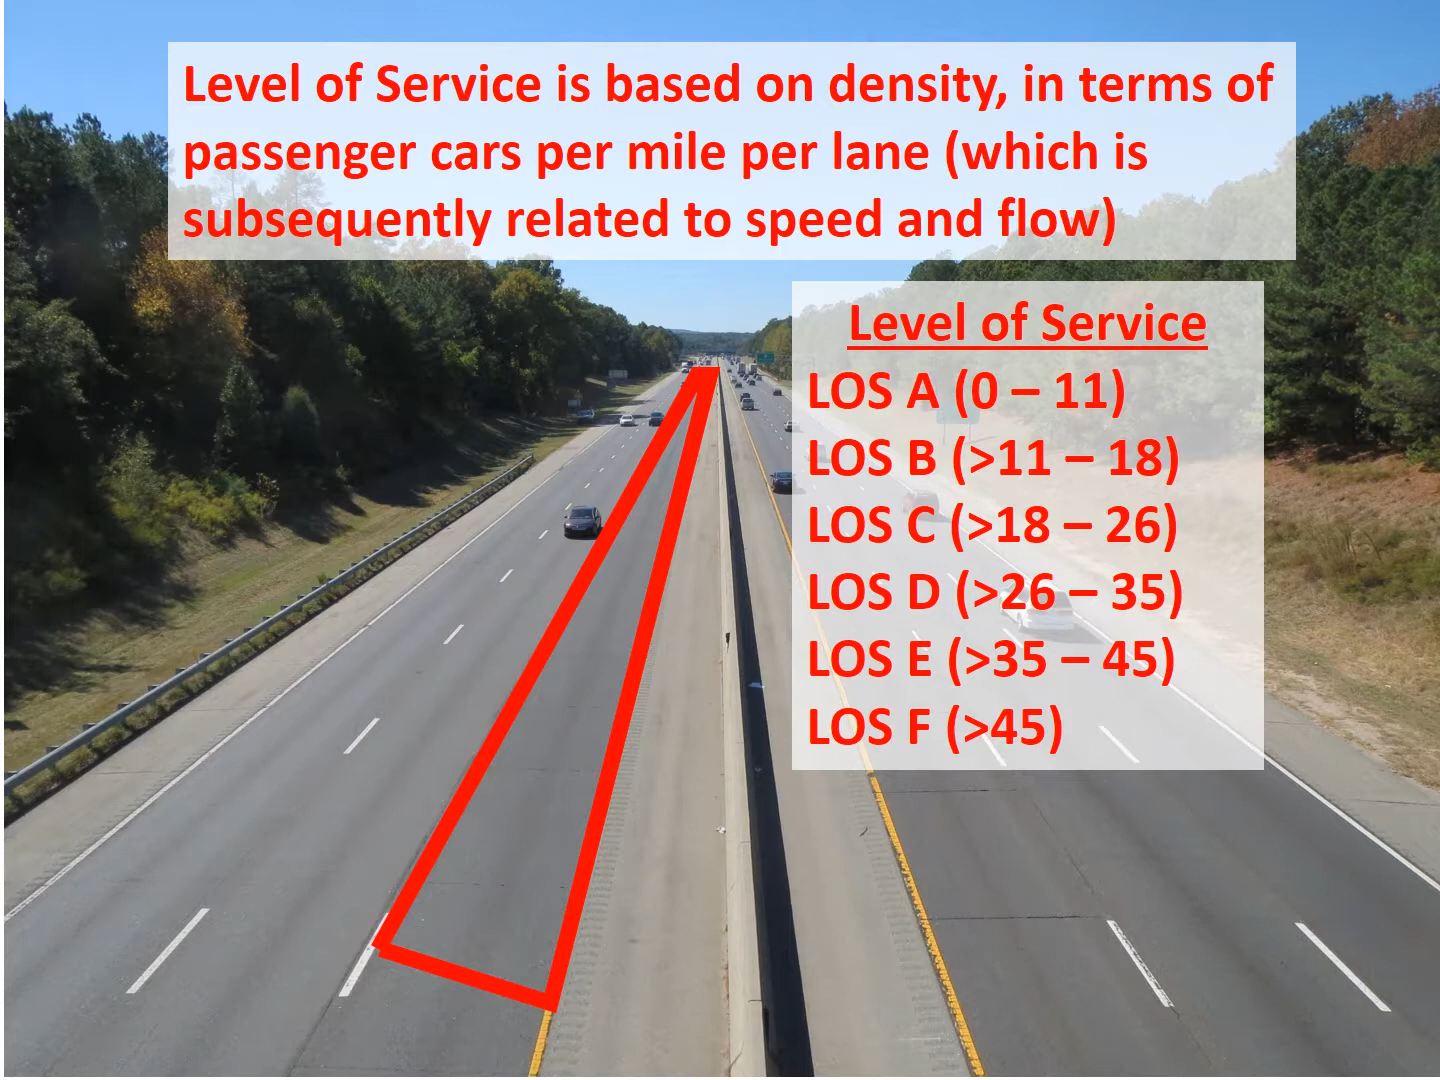 Level of Service is based on density, in terms of
passenger cars per mile per lane (which is
subsequently related to speed and flow)
Level of Service
LOS A (0 – 11)
LOS B (>11 – 18)
LOS C (>18 – 26)
LOS D (>26 – 35)
LOS E (>35 – 45)
LOS F (>45)